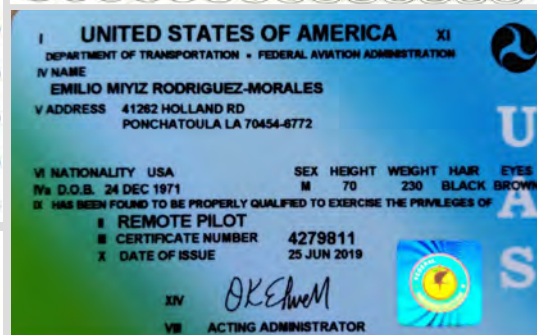 I UNITED STATES OF AMERICA XI
DEPARTMENT OF TRANSPORTATION • FEDERAL AVIATION ADMINISTRATION
IV NAME
EMILIO MIYIZ RODRIGUEZ-MORALES
V ADDRESS 41262 HOLLAND RD
PONCHATOULA LA 70454-6772
VI NATIONALITY USA SEX HEIGHT WEIGHT HAIR EYES
IVa D.O.B. 24 DEC 1971 M 70 230 BLACK BROWN
IX HAS BEEN FOUND TO BE PROPERLY QUALIFIED TO EXERCISE THE PRIVILEGES OF
II REMOTE PILOT
III CERTIFICATE NUMBER 4279811
X DATE OF ISSUE 25 JUN 2019
XIV
VIII ACTING ADMINISTRATOR
UAS